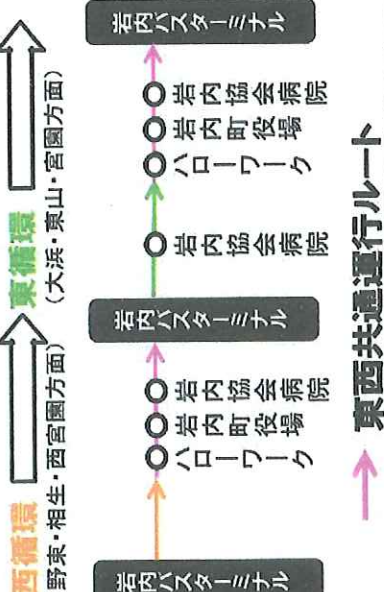 西循環
野東・相生・西宮園方面)
東循環
(大浜・東山・宮園方面)
岩内バスターミナル
ハローワーク
岩内町役場
岩内協会病院
岩内バスターミナル
岩内協会病院
ハローワーク
岩内町役場
岩内協会病院
岩内バスターミナル
東西共通運行ルート